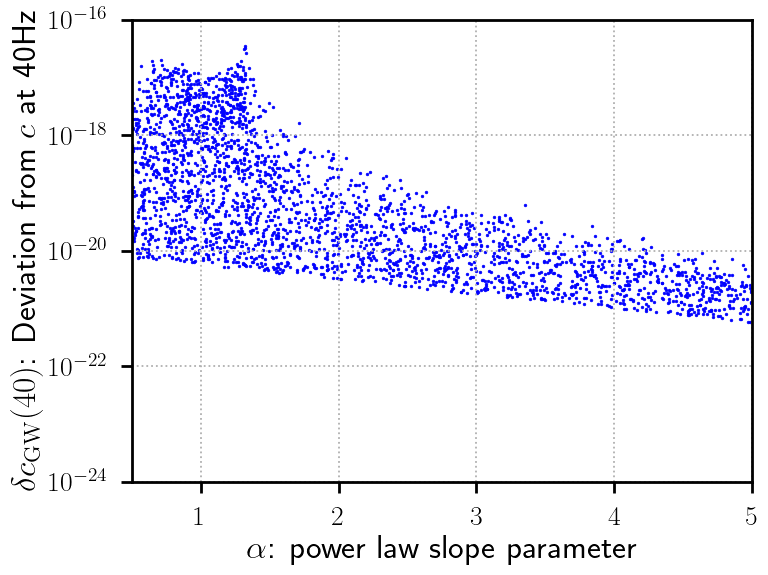 10⁻¹⁶
10⁻¹⁸
10⁻²⁰
10⁻²²
10⁻²⁴
δc_GW(40): Deviation from c at 40Hz
1 2 3 4 5
α: power law slope parameter